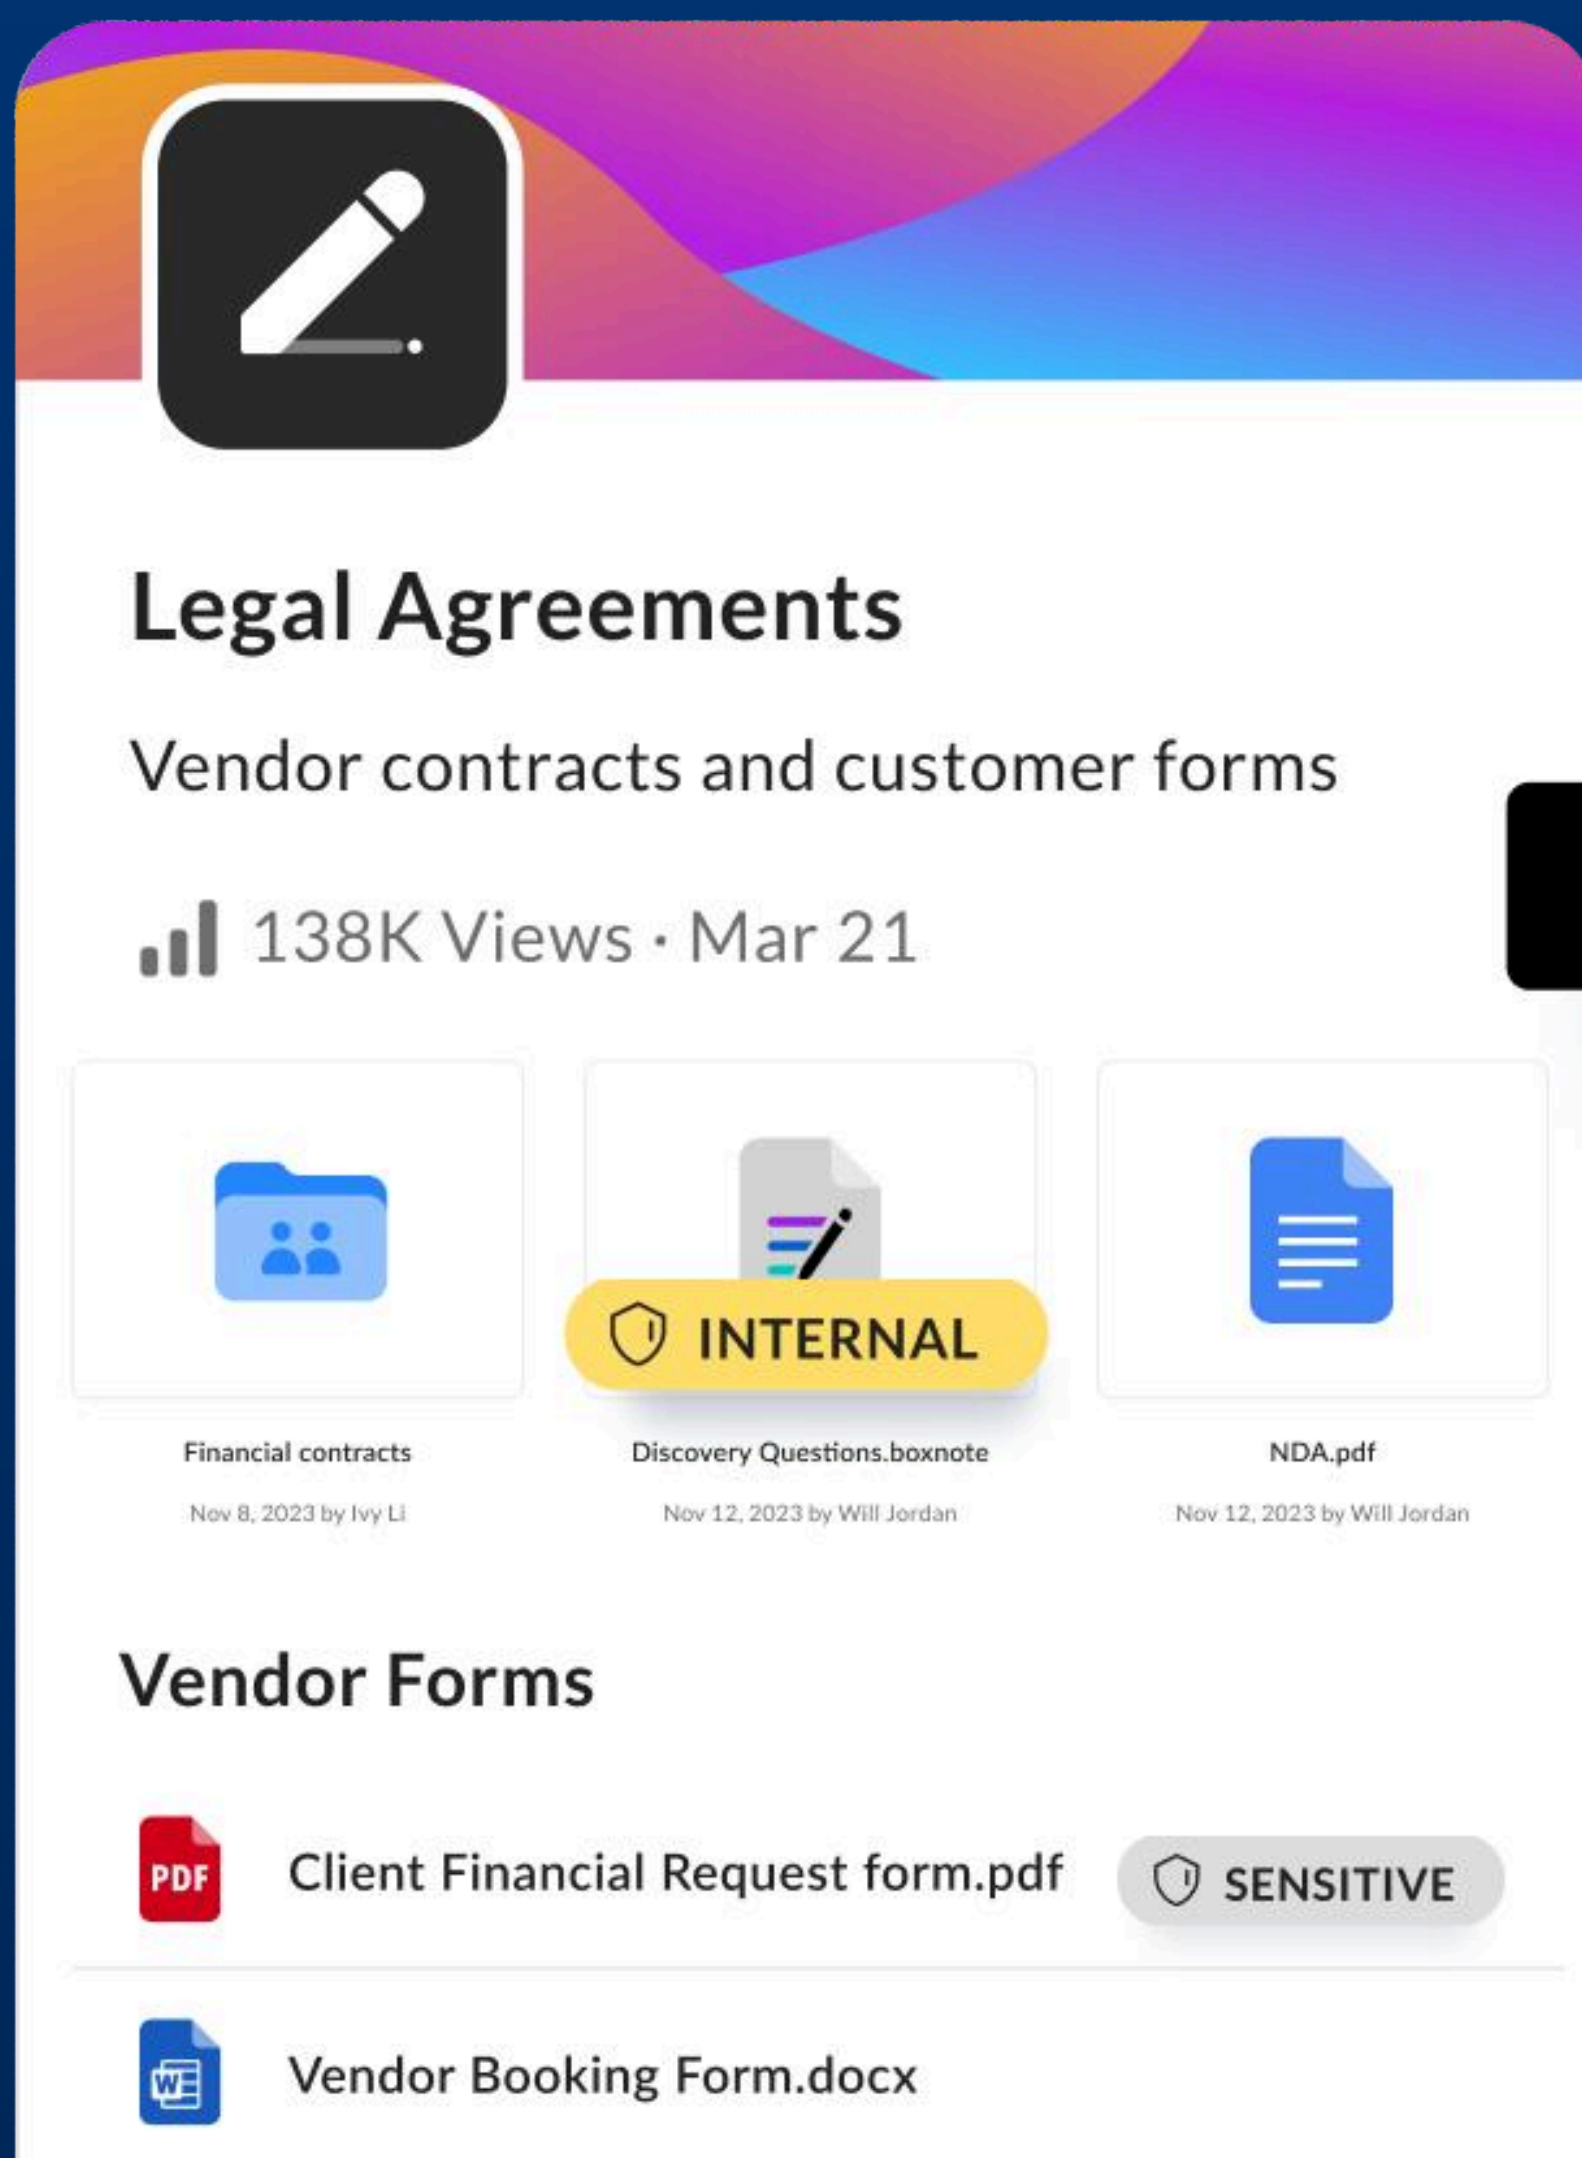 Legal Agreements
Vendor contracts and customer forms
138K Views · Mar 21
INTERNAL
Financial contracts
Nov 8, 2023 by Ivy Li
Discovery Questions.boxnote
Nov 12, 2023 by Will Jordan
NDA.pdf
Nov 12, 2023 by Will Jordan
Vendor Forms
PDF
Client Financial Request form.pdf
SENSITIVE
W
Vendor Booking Form.docx